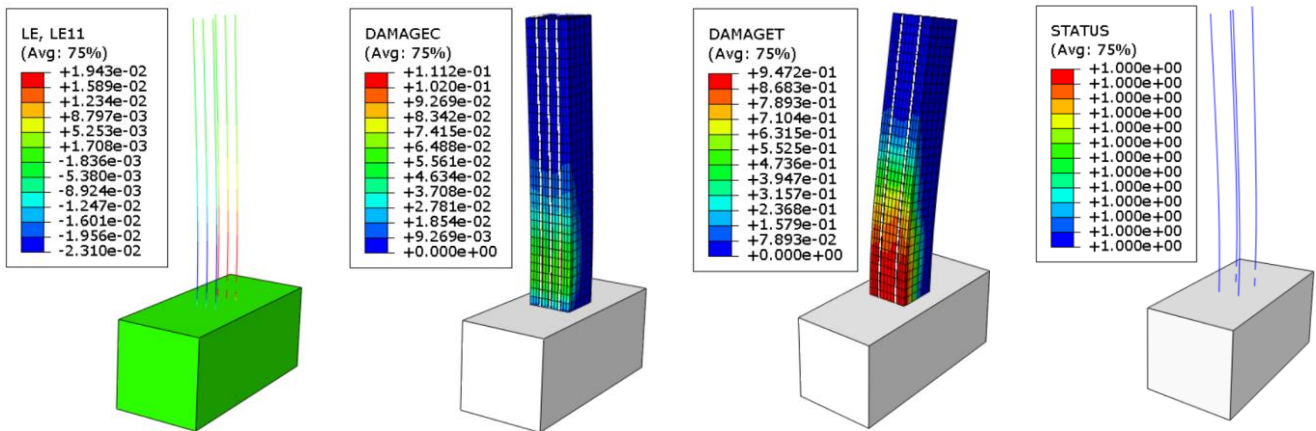 LE, LE11
(Avg: 75%)
+1.943e-02
+1.589e-02
+1.234e-02
+8.797e-03
+5.253e-03
+1.708e-03
-1.836e-03
-5.380e-03
-8.924e-03
-1.247e-02
-1.601e-02
-1.956e-02
-2.310e-02
DAMAGEC
(Avg: 75%)
+1.112e-01
+1.020e-01
+9.269e-02
+8.342e-02
+7.415e-02
+6.488e-02
+5.561e-02
+4.634e-02
+3.708e-02
+2.781e-02
+1.854e-02
+9.269e-03
+0.000e+00
DAMAGET
(Avg: 75%)
+9.472e-01
+8.683e-01
+7.893e-01
+7.104e-01
+6.315e-01
+5.525e-01
+4.736e-01
+3.947e-01
+3.157e-01
+2.368e-01
+1.579e-01
+7.893e-02
+0.000e+00
STATUS
(Avg: 75%)
+1.000e+00
+1.000e+00
+1.000e+00
+1.000e+00
+1.000e+00
+1.000e+00
+1.000e+00
+1.000e+00
+1.000e+00
+1.000e+00
+1.000e+00
+1.000e+00
+1.000e+00